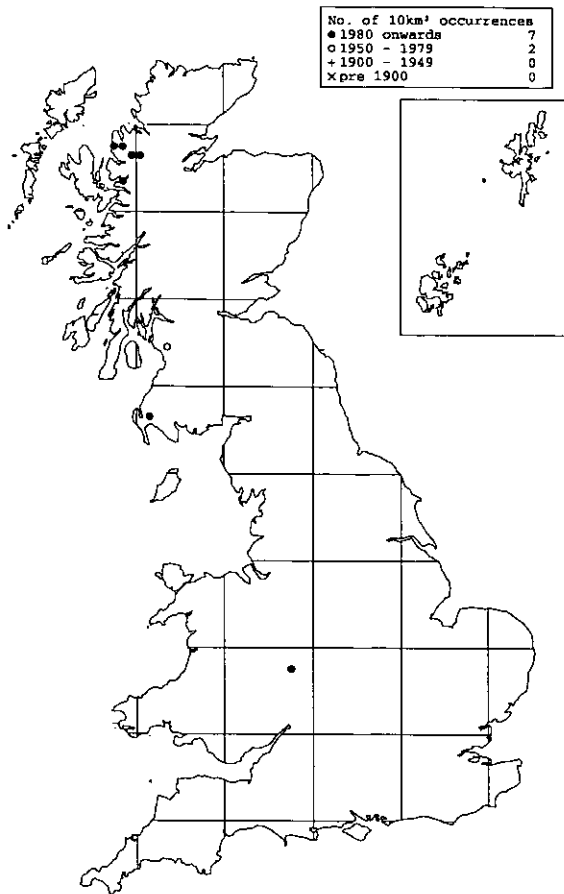 No. of 10km² occurrences
● 1980 onwards 7
○ 1950 - 1979 2
+ 1900 - 1949 0
× pre 1900 0